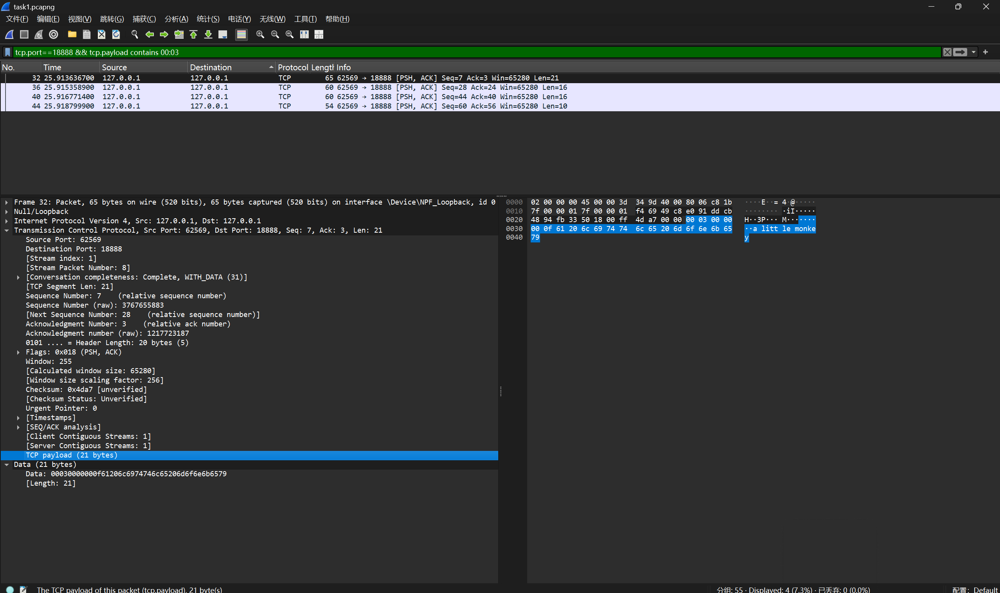 task1.pcapng
文件(F) 编辑(E) 视图(V) 跳转(G) 捕获(C) 分析(A) 统计(S) 电话(Y) 无线(W) 工具(T) 帮助(H)
tcp.port==18888 && tcp.payload contains 00:03
No. Time Source Destination Protocol Length Info
32 25.913636700 127.0.0.1 127.0.0.1 TCP 65 62569 → 18888 [PSH, ACK] Seq=7 Ack=3 Win=65280 Len=21
36 25.915358900 127.0.0.1 127.0.0.1 TCP 60 62569 → 18888 [PSH, ACK] Seq=28 Ack=24 Win=65280 Len=16
40 25.916771400 127.0.0.1 127.0.0.1 TCP 60 62569 → 18888 [PSH, ACK] Seq=44 Ack=40 Win=65280 Len=16
44 25.918799900 127.0.0.1 127.0.0.1 TCP 54 62569 → 18888 [PSH, ACK] Seq=60 Ack=56 Win=65280 Len=10
Frame 32: Packet, 65 bytes on wire (520 bits), 65 bytes captured (520 bits) on interface \Device\NPF_Loopback, id 0
Null/Loopback
Internet Protocol Version 4, Src: 127.0.0.1, Dst: 127.0.0.1
Transmission Control Protocol, Src Port: 62569, Dst Port: 18888, Seq: 7, Ack: 3, Len: 21
Source Port: 62569
Destination Port: 18888
[Stream index: 1]
[Stream Packet Number: 8]
[Conversation completeness: Complete, WITH_DATA (31)]
[TCP Segment Len: 21]
Sequence Number: 7 (relative sequence number)
Sequence Number (raw): 3767655883
[Next Sequence Number: 28 (relative sequence number)]
Acknowledgment Number: 3 (relative ack number)
Acknowledgment number (raw): 1217723187
0101 .... = Header Length: 20 bytes (5)
Flags: 0x018 (PSH, ACK)
Window: 255
[Calculated window size: 65280]
[Window size scaling factor: 256]
Checksum: 0x4da7 [unverified]
[Checksum Status: Unverified]
Urgent Pointer: 0
[Timestamps]
[SEQ/ACK analysis]
[Client Contiguous Streams: 1]
[Server Contiguous Streams: 1]
TCP payload (21 bytes)
Data (21 bytes)
Data: 00030000000f61206c6974746c65206d6f6e6b6579
[Length: 21]
0000 02 00 00 00 45 00 00 3d 34 9d 40 00 80 06 c8 1b ····E··= 4·@·····
0010 7f 00 00 01 7f 00 00 01 f4 69 49 c8 e0 91 dd cb ········ ·iI·····
0020 48 94 fb 33 50 18 00 ff 4d a7 00 00 00 03 00 00 H··3P··· M·······
0030 00 0f 61 20 6c 69 74 74 6c 65 20 6d 6f 6e 6b 65 ··a litt le monke
0040 79 y
The TCP payload of this packet (tcp.payload), 21 byte(s)
分组: 55 · Displayed: 4 (7.3%) · 已丢弃: 0 (0.0%)
配置: Default